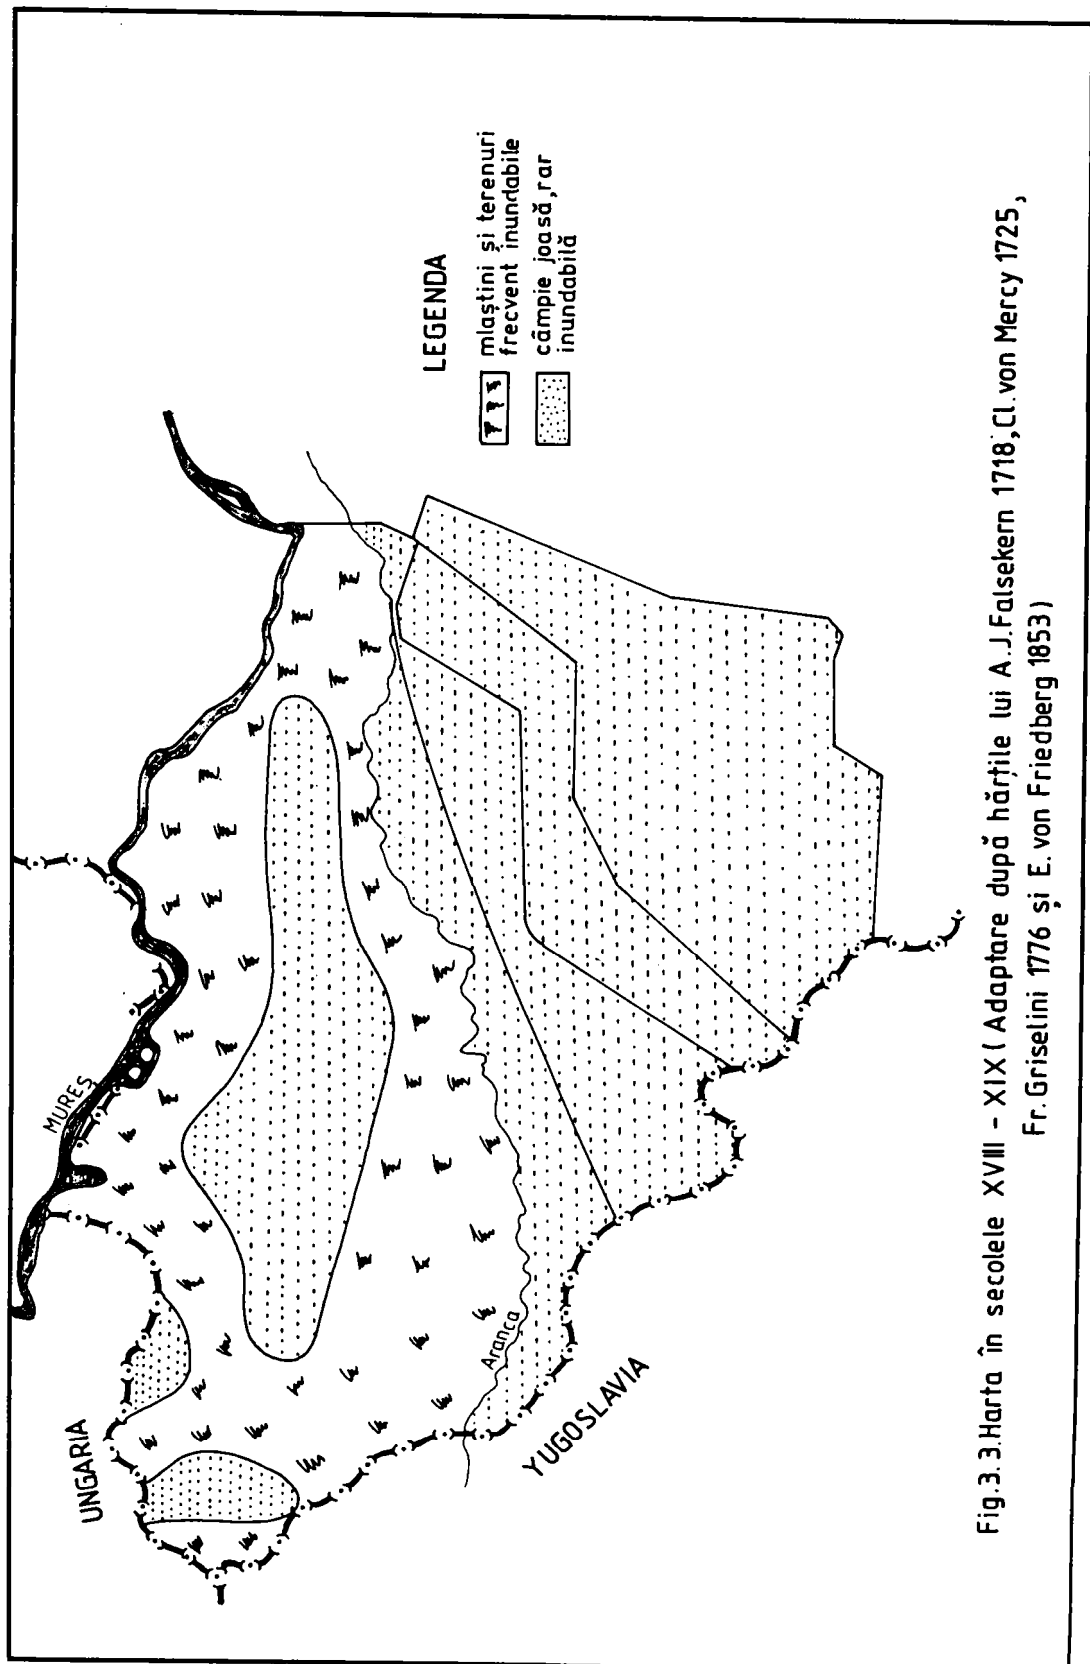 UNGARIA
MUREȘ
Aranca
YUGOSLAVIA
LEGENDA
mlaștini și terenuri
frecvent inundabile
câmpie joasă, rar
inundabilă
Fig. 3. 3. Harta în secolele XVIII - XIX ( Adaptare după hărțile lui A. J. Falsekern 1718, Cl. von Mercy 1725,
Fr. Griselini 1776 și E. von Friedberg 1853 )